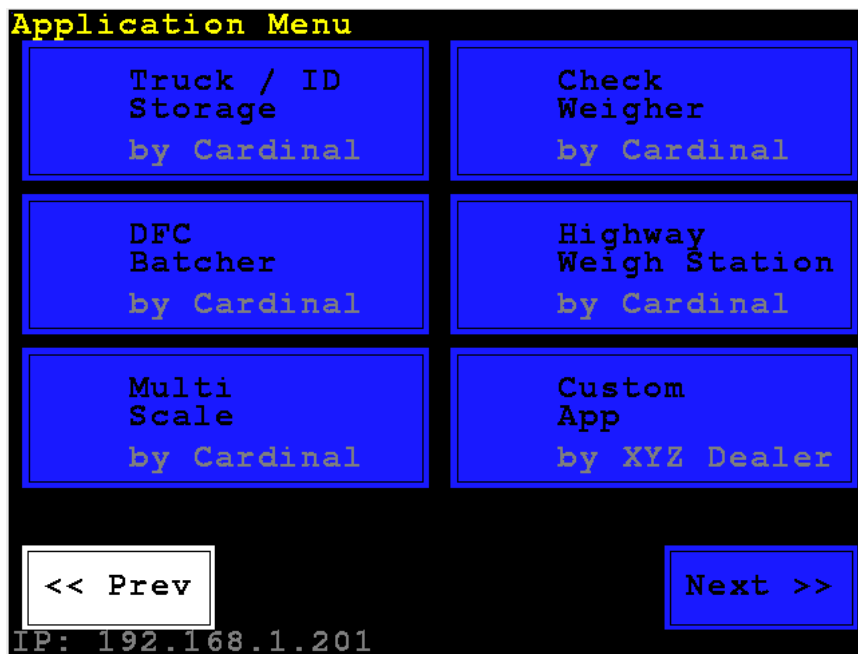 Application Menu
Truck / ID
Storage
by Cardinal
Check
Weigher
by Cardinal
DFC
Batcher
by Cardinal
Highway
Weigh Station
by Cardinal
Multi
Scale
by Cardinal
Custom
App
by XYZ Dealer
<< Prev
Next >>
IP: 192.168.1.201